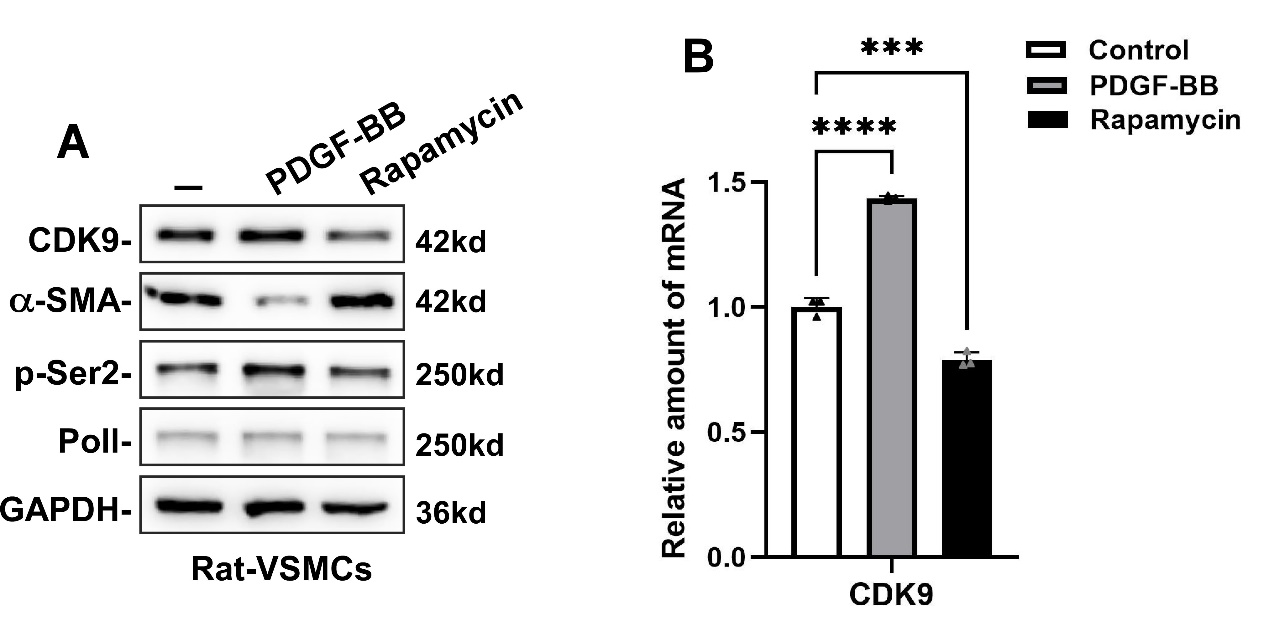 A
–
PDGF-BB
Rapamycin
CDK9-
42kd
α-SMA-
42kd
p-Ser2-
250kd
PolI-
250kd
GAPDH-
36kd
Rat-VSMCs
B
***
****
Control
PDGF-BB
Rapamycin
Relative amount of mRNA
1.5
1.0
0.5
0.0
CDK9